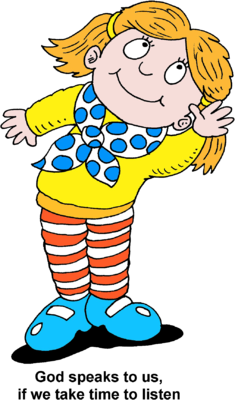 God speaks to us,
if we take time to listen